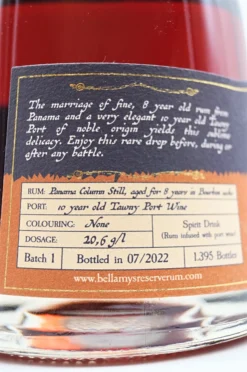 The marriage of fine, 8 year old rum from
Panama and a very elegant 10 year old Tawny
Port of noble origin yields this sublime
delicacy. Enjoy this rare drop before, during or
after any battle.
RUM: Panama Column Still, aged for 8 years in Bourbon casks
PORT: 10 year old Tawny Port Wine
COLOURING: None
Spirit Drink
DOSAGE: 20,6 g/l
(Rum infused with port wine)
Batch 1
Bottled in 07/2022
1.395 Bottles
www.bellamysreserverum.com